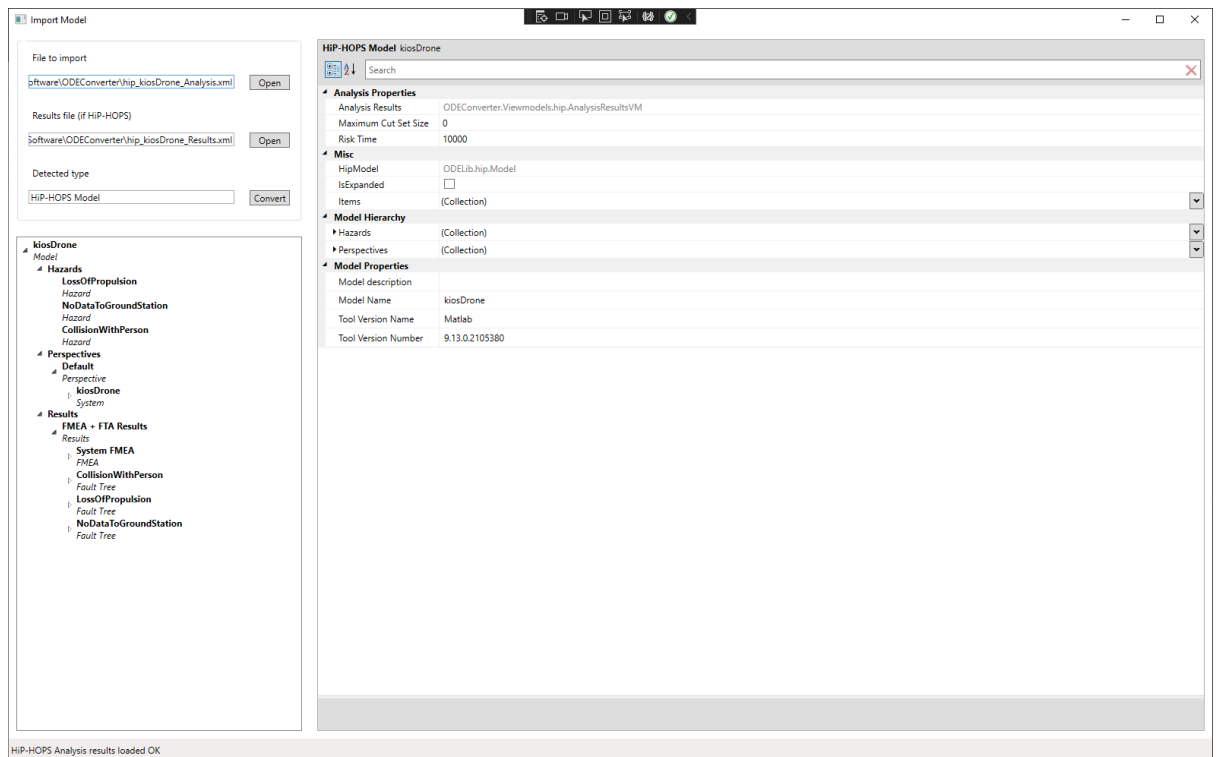 Import Model
File to import
oftware\ODEConverter\hip_kiosDrone_Analysis.xml Open
Results file (if HiP-HOPS)
Software\ODEConverter\hip_kiosDrone_Results.xml Open
Detected type
HiP-HOPS Model Convert
kiosDrone
Model
Hazards
LossOfPropulsion
Hazard
NoDataToGroundStation
Hazard
CollisionWithPerson
Hazard
Perspectives
Default
Perspective
kiosDrone
System
Results
FMEA + FTA Results
Results
System FMEA
FMEA
CollisionWithPerson
Fault Tree
LossOfPropulsion
Fault Tree
NoDataToGroundStation
Fault Tree
HiP-HOPS Model kiosDrone
Search
Analysis Properties
Analysis Results ODEConverter.Viewmodels.hip.AnalysisResultsVM
Maximum Cut Set Size 0
Risk Time 10000
Misc
HipModel ODELib.hip.Model
IsExpanded
Items (Collection)
Model Hierarchy
Hazards (Collection)
Perspectives (Collection)
Model Properties
Model description
Model Name kiosDrone
Tool Version Name Matlab
Tool Version Number 9.13.0.2105380
HiP-HOPS Analysis results loaded OK